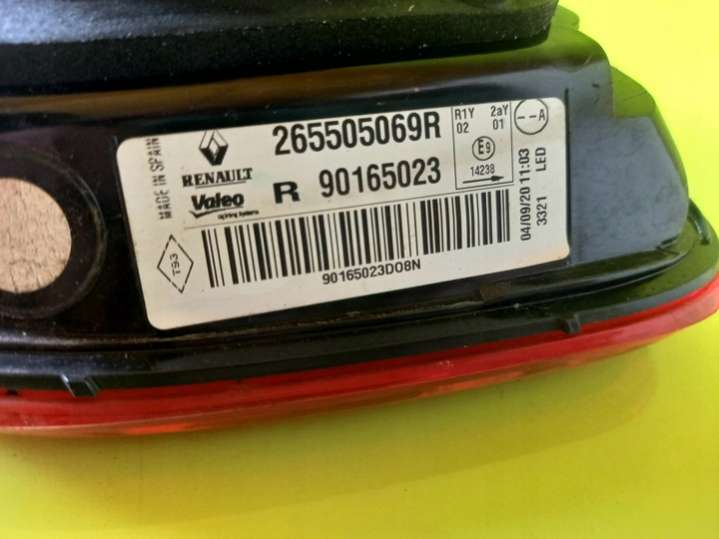 MADE IN SPAIN
RENAULT
265505069R
R1Y 2aY
02 01
--A
Valeo
Lighting Systems
R 90165023
E9
14238
04/09/20 11:03
3321 LED
T93
90165023D08N